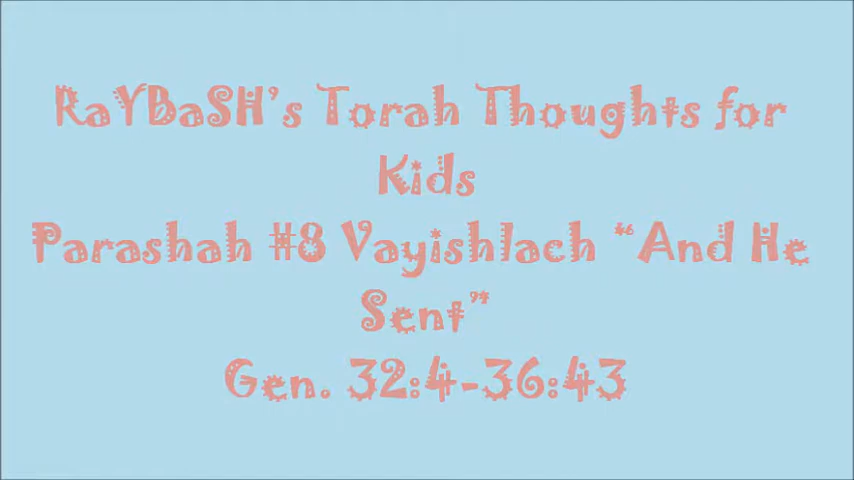 RaYBaSH's Torah Thoughts for
Kids
Parashah #8 Vayishlach “And He
Sent”
Gen. 32:4-36:43